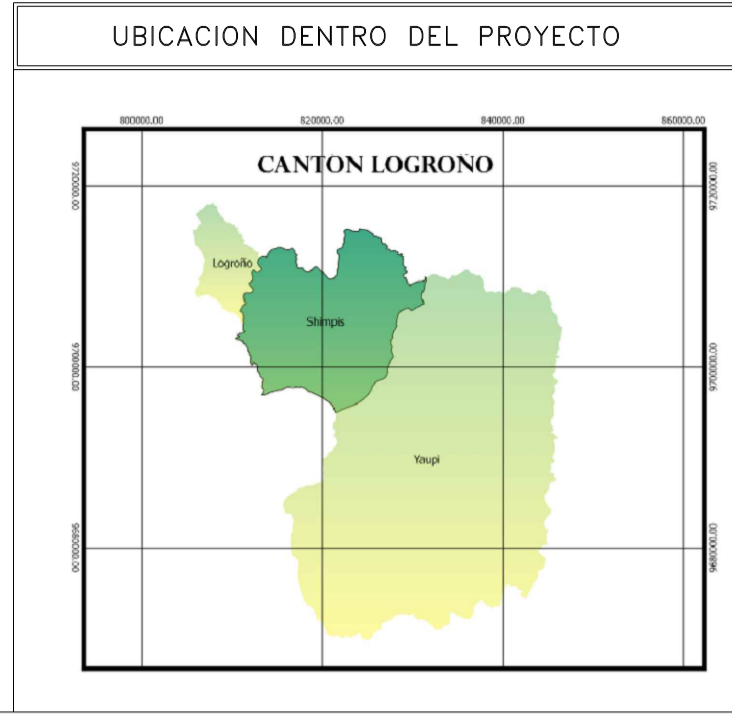 UBICACION DENTRO DEL PROYECTO
800000.00 820000.00 840000.00 860000.00
CANTON LOGROÑO
9720000.00 9720000.00
Logroño
Shimpis
9700000.00 9700000.00
Yaupi
9680000.00 9680000.00